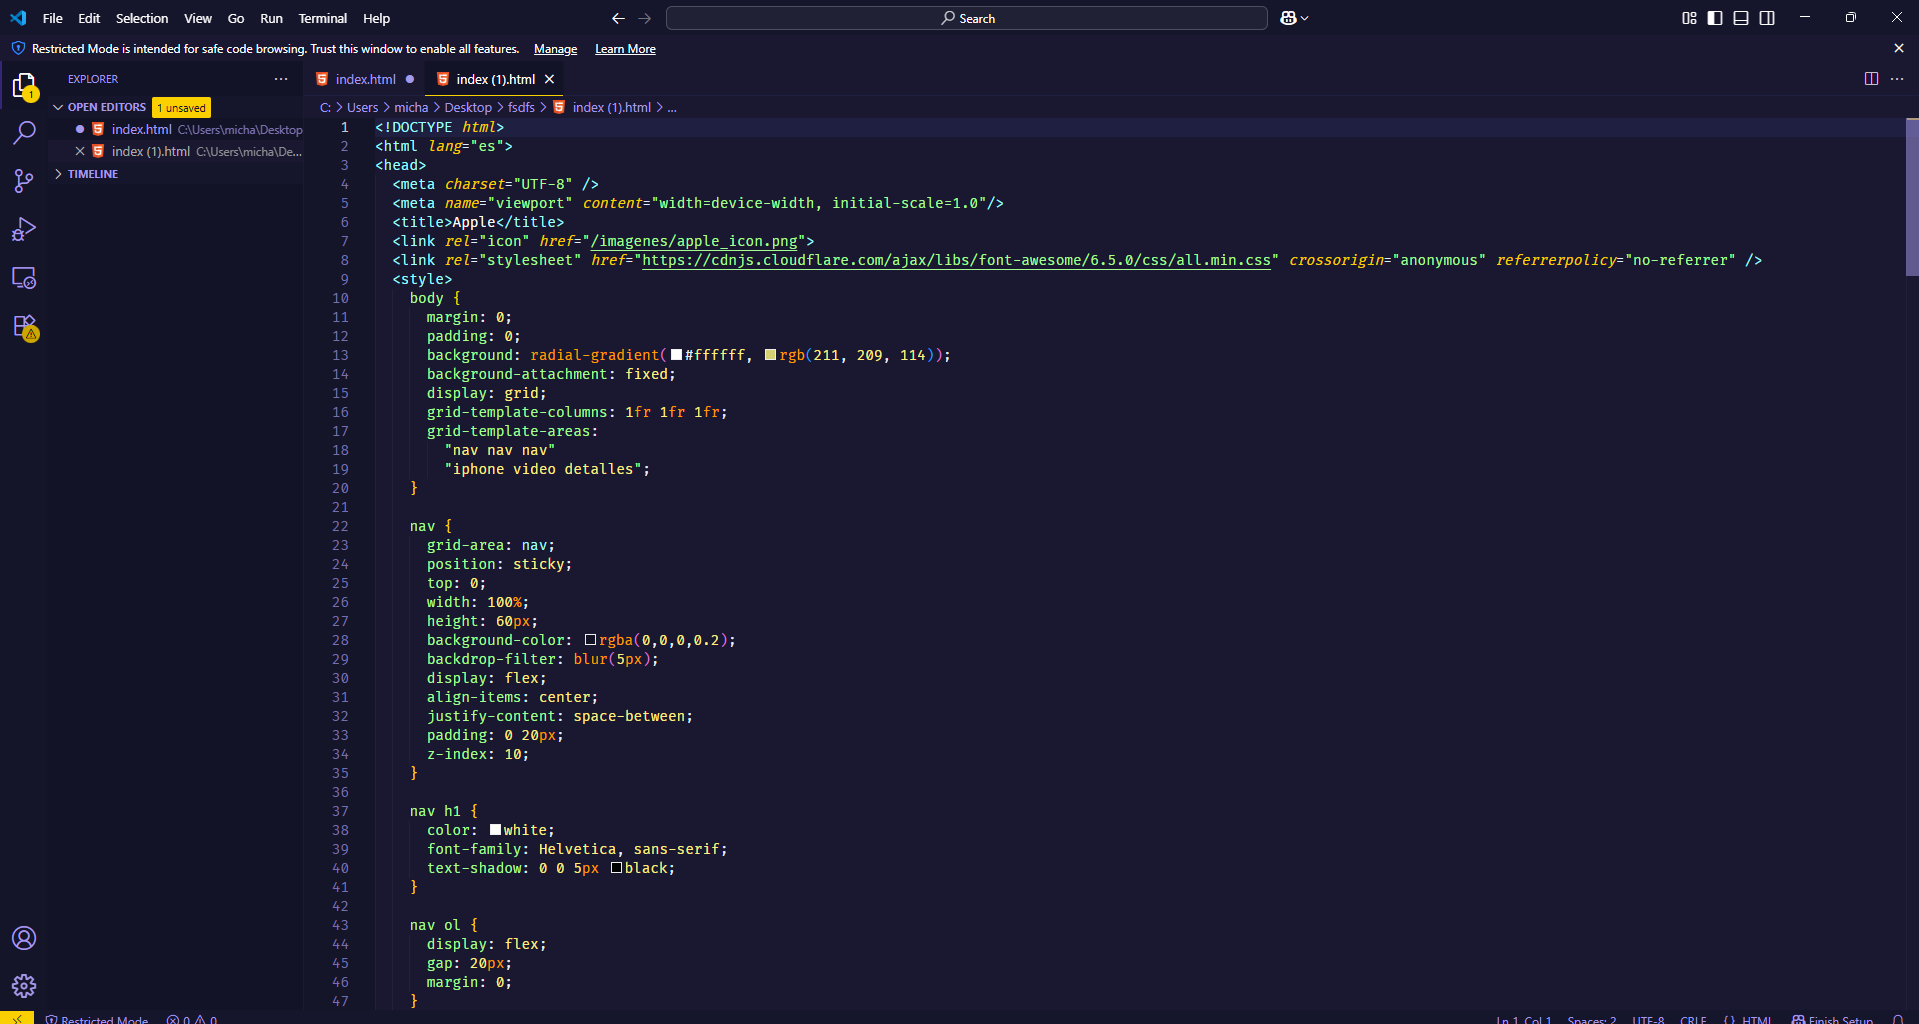 File Edit Selection View Go Run Terminal Help
Search
Restricted Mode is intended for safe code browsing. Trust this window to enable all features. Manage Learn More
EXPLORER
OPEN EDITORS 1 unsaved
index.html C:\Users\micha\Desktop
index (1).html C:\Users\micha\De...
TIMELINE
1
index.html
index (1).html
C: > Users > micha > Desktop > fsdfs > index (1).html > ...
1 <!DOCTYPE html>
2 <html lang="es">
3 <head>
4 <meta charset="UTF-8" />
5 <meta name="viewport" content="width=device-width, initial-scale=1.0"/>
6 <title>Apple</title>
7 <link rel="icon" href="/imagenes/apple_icon.png">
8 <link rel="stylesheet" href="https://cdnjs.cloudflare.com/ajax/libs/font-awesome/6.5.0/css/all.min.css" crossorigin="anonymous" referrerpolicy="no-referrer" />
9 <style>
10 body {
11 margin: 0;
12 padding: 0;
13 background: radial-gradient(#ffffff, rgb(211, 209, 114));
14 background-attachment: fixed;
15 display: grid;
16 grid-template-columns: 1fr 1fr 1fr;
17 grid-template-areas:
18 "nav nav nav"
19 "iphone video detalles";
20 }
21
22 nav {
23 grid-area: nav;
24 position: sticky;
25 top: 0;
26 width: 100%;
27 height: 60px;
28 background-color: rgba(0,0,0,0.2);
29 backdrop-filter: blur(5px);
30 display: flex;
31 align-items: center;
32 justify-content: space-between;
33 padding: 0 20px;
34 z-index: 10;
35 }
36
37 nav h1 {
38 color: white;
39 font-family: Helvetica, sans-serif;
40 text-shadow: 0 0 5px black;
41 }
42
43 nav ol {
44 display: flex;
45 gap: 20px;
46 margin: 0;
47 }
Restricted Mode 0 0 Ln 1, Col 1 Spaces: 2 UTF-8 CRLF {} HTML Finish Setup